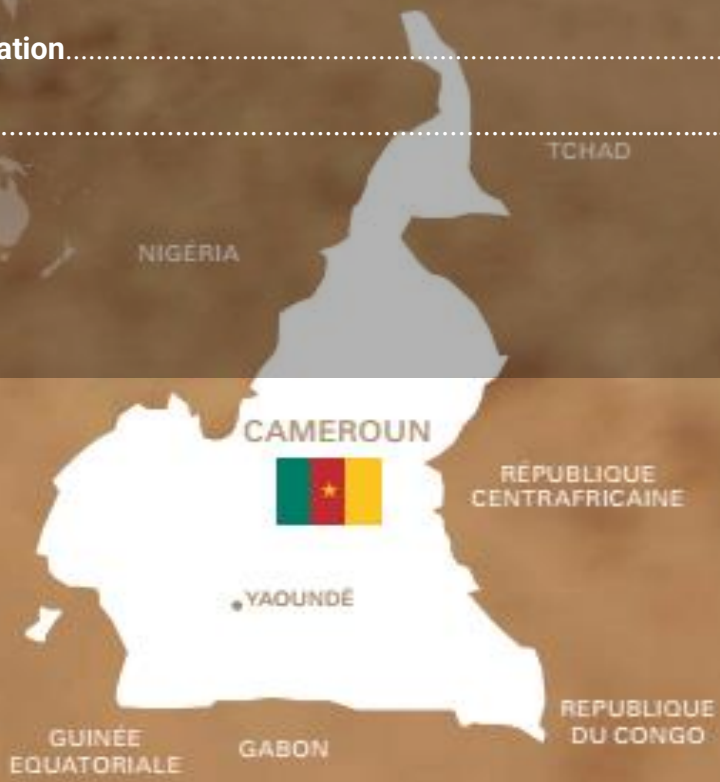 ation
TCHAD
NIGÉRIA
CAMEROUN
RÉPUBLIQUE
CENTRAFRICAINE
YAOUNDÉ
REPUBLIQUE
DU CONGO
GUINÉE
EQUATORIALE
GABON